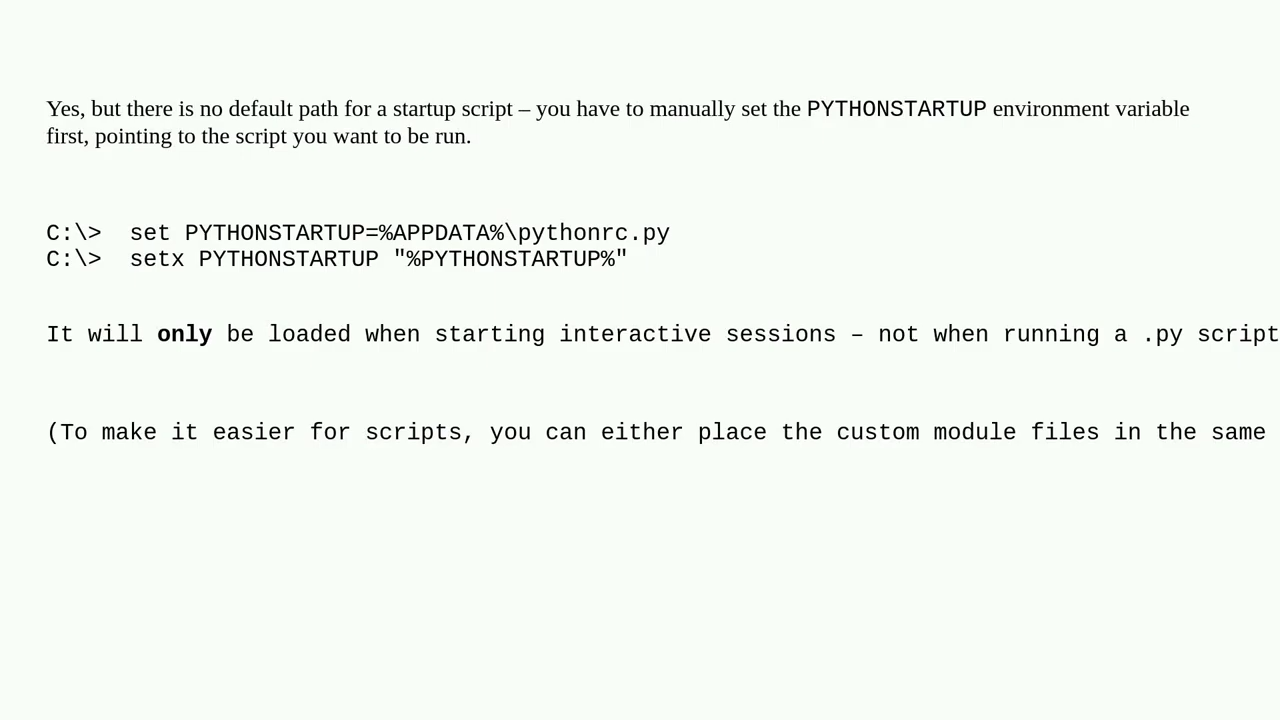 Yes, but there is no default path for a startup script – you have to manually set the PYTHONSTARTUP environment variable
first, pointing to the script you want to be run.
C:\>  set PYTHONSTARTUP=%APPDATA%\pythonrc.py
C:\>  setx PYTHONSTARTUP "%PYTHONSTARTUP%"
It will only be loaded when starting interactive sessions – not when running a .py script
(To make it easier for scripts, you can either place the custom module files in the same